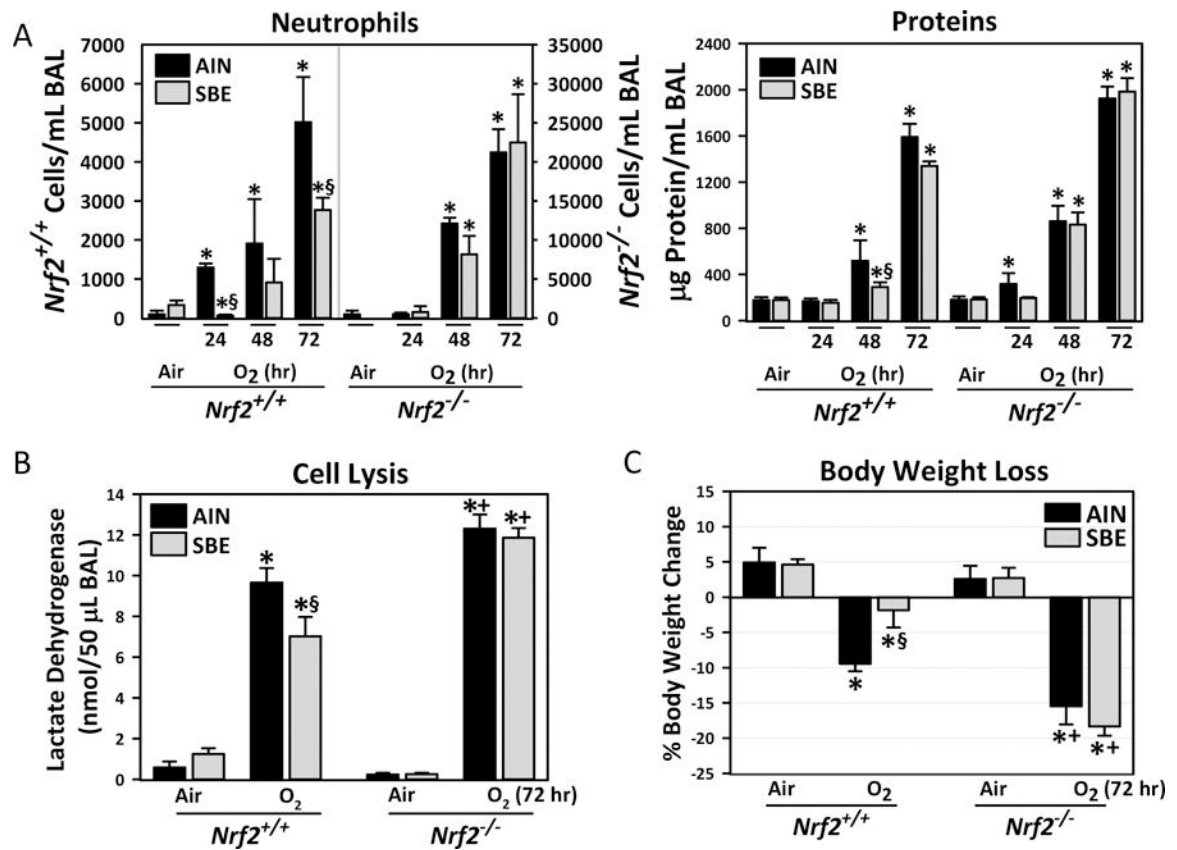 A
Neutrophils
Nrf2+/+ Cells/mL BAL
7000
6000
5000
4000
3000
2000
1000
0
AIN
SBE
*
*§
*
*
*§
*
*
*
*
35000
30000
25000
20000
15000
10000
5000
0
Nrf2-/- Cells/mL BAL
24 48 72 24 48 72
Air O2 (hr) Air O2 (hr)
Nrf2+/+ Nrf2-/-
Proteins
µg Protein/mL BAL
2400
2000
1600
1200
800
400
0
AIN
SBE
*
*§
*
*
*
*
*
*
*
24 48 72 24 48 72
Air O2 (hr) Air O2 (hr)
Nrf2+/+ Nrf2-/-
B
Cell Lysis
Lactate Dehydrogenase
(nmol/50 µL BAL)
14
12
10
8
6
4
2
0
AIN
SBE
*
*§
*+
*+
Air O2 Air O2 (72 hr)
Nrf2+/+ Nrf2-/-
C
Body Weight Loss
% Body Weight Change
15
10
5
0
-5
-10
-15
-20
-25
AIN
SBE
*
*§
*+
*+
Air O2 Air O2 (72 hr)
Nrf2+/+ Nrf2-/-